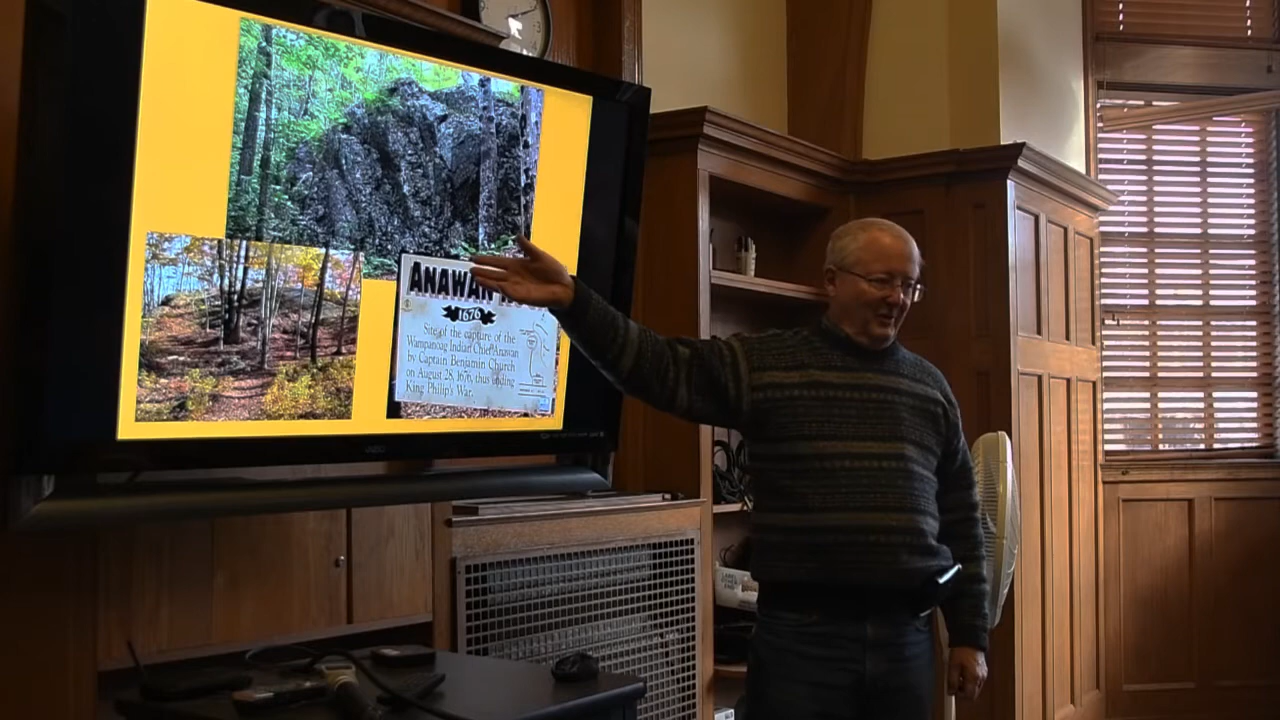 ANAWAN
1676
Site of the capture of the
Wampanoag Indian Chief Anawan
by Captain Benjamin Church
on August 28, 1676, thus ending
King Philip's War.